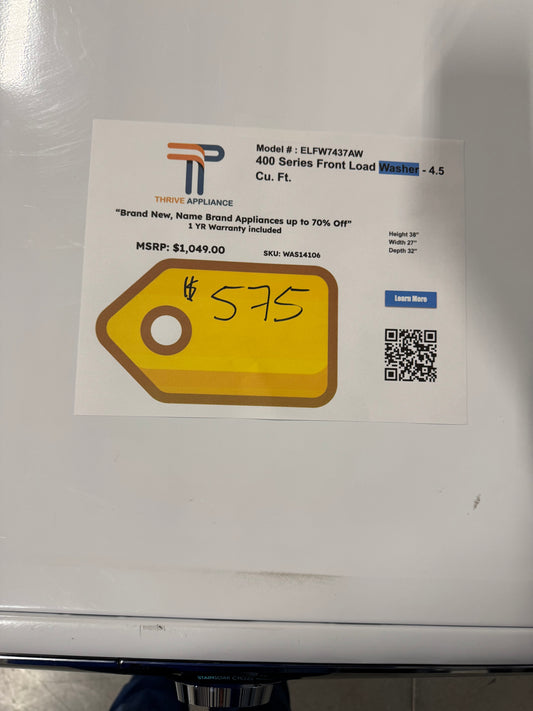 Model # : ELFW7437AW
400 Series Front Load Washer - 4.5
Cu. Ft.
THRIVE APPLIANCE
“Brand New, Name Brand Appliances up to 70% Off”
1 YR Warranty included
MSRP: $1,049.00
SKU: WAS14106
Height 38"
Width 27"
Depth 32"
$ 575
Learn More